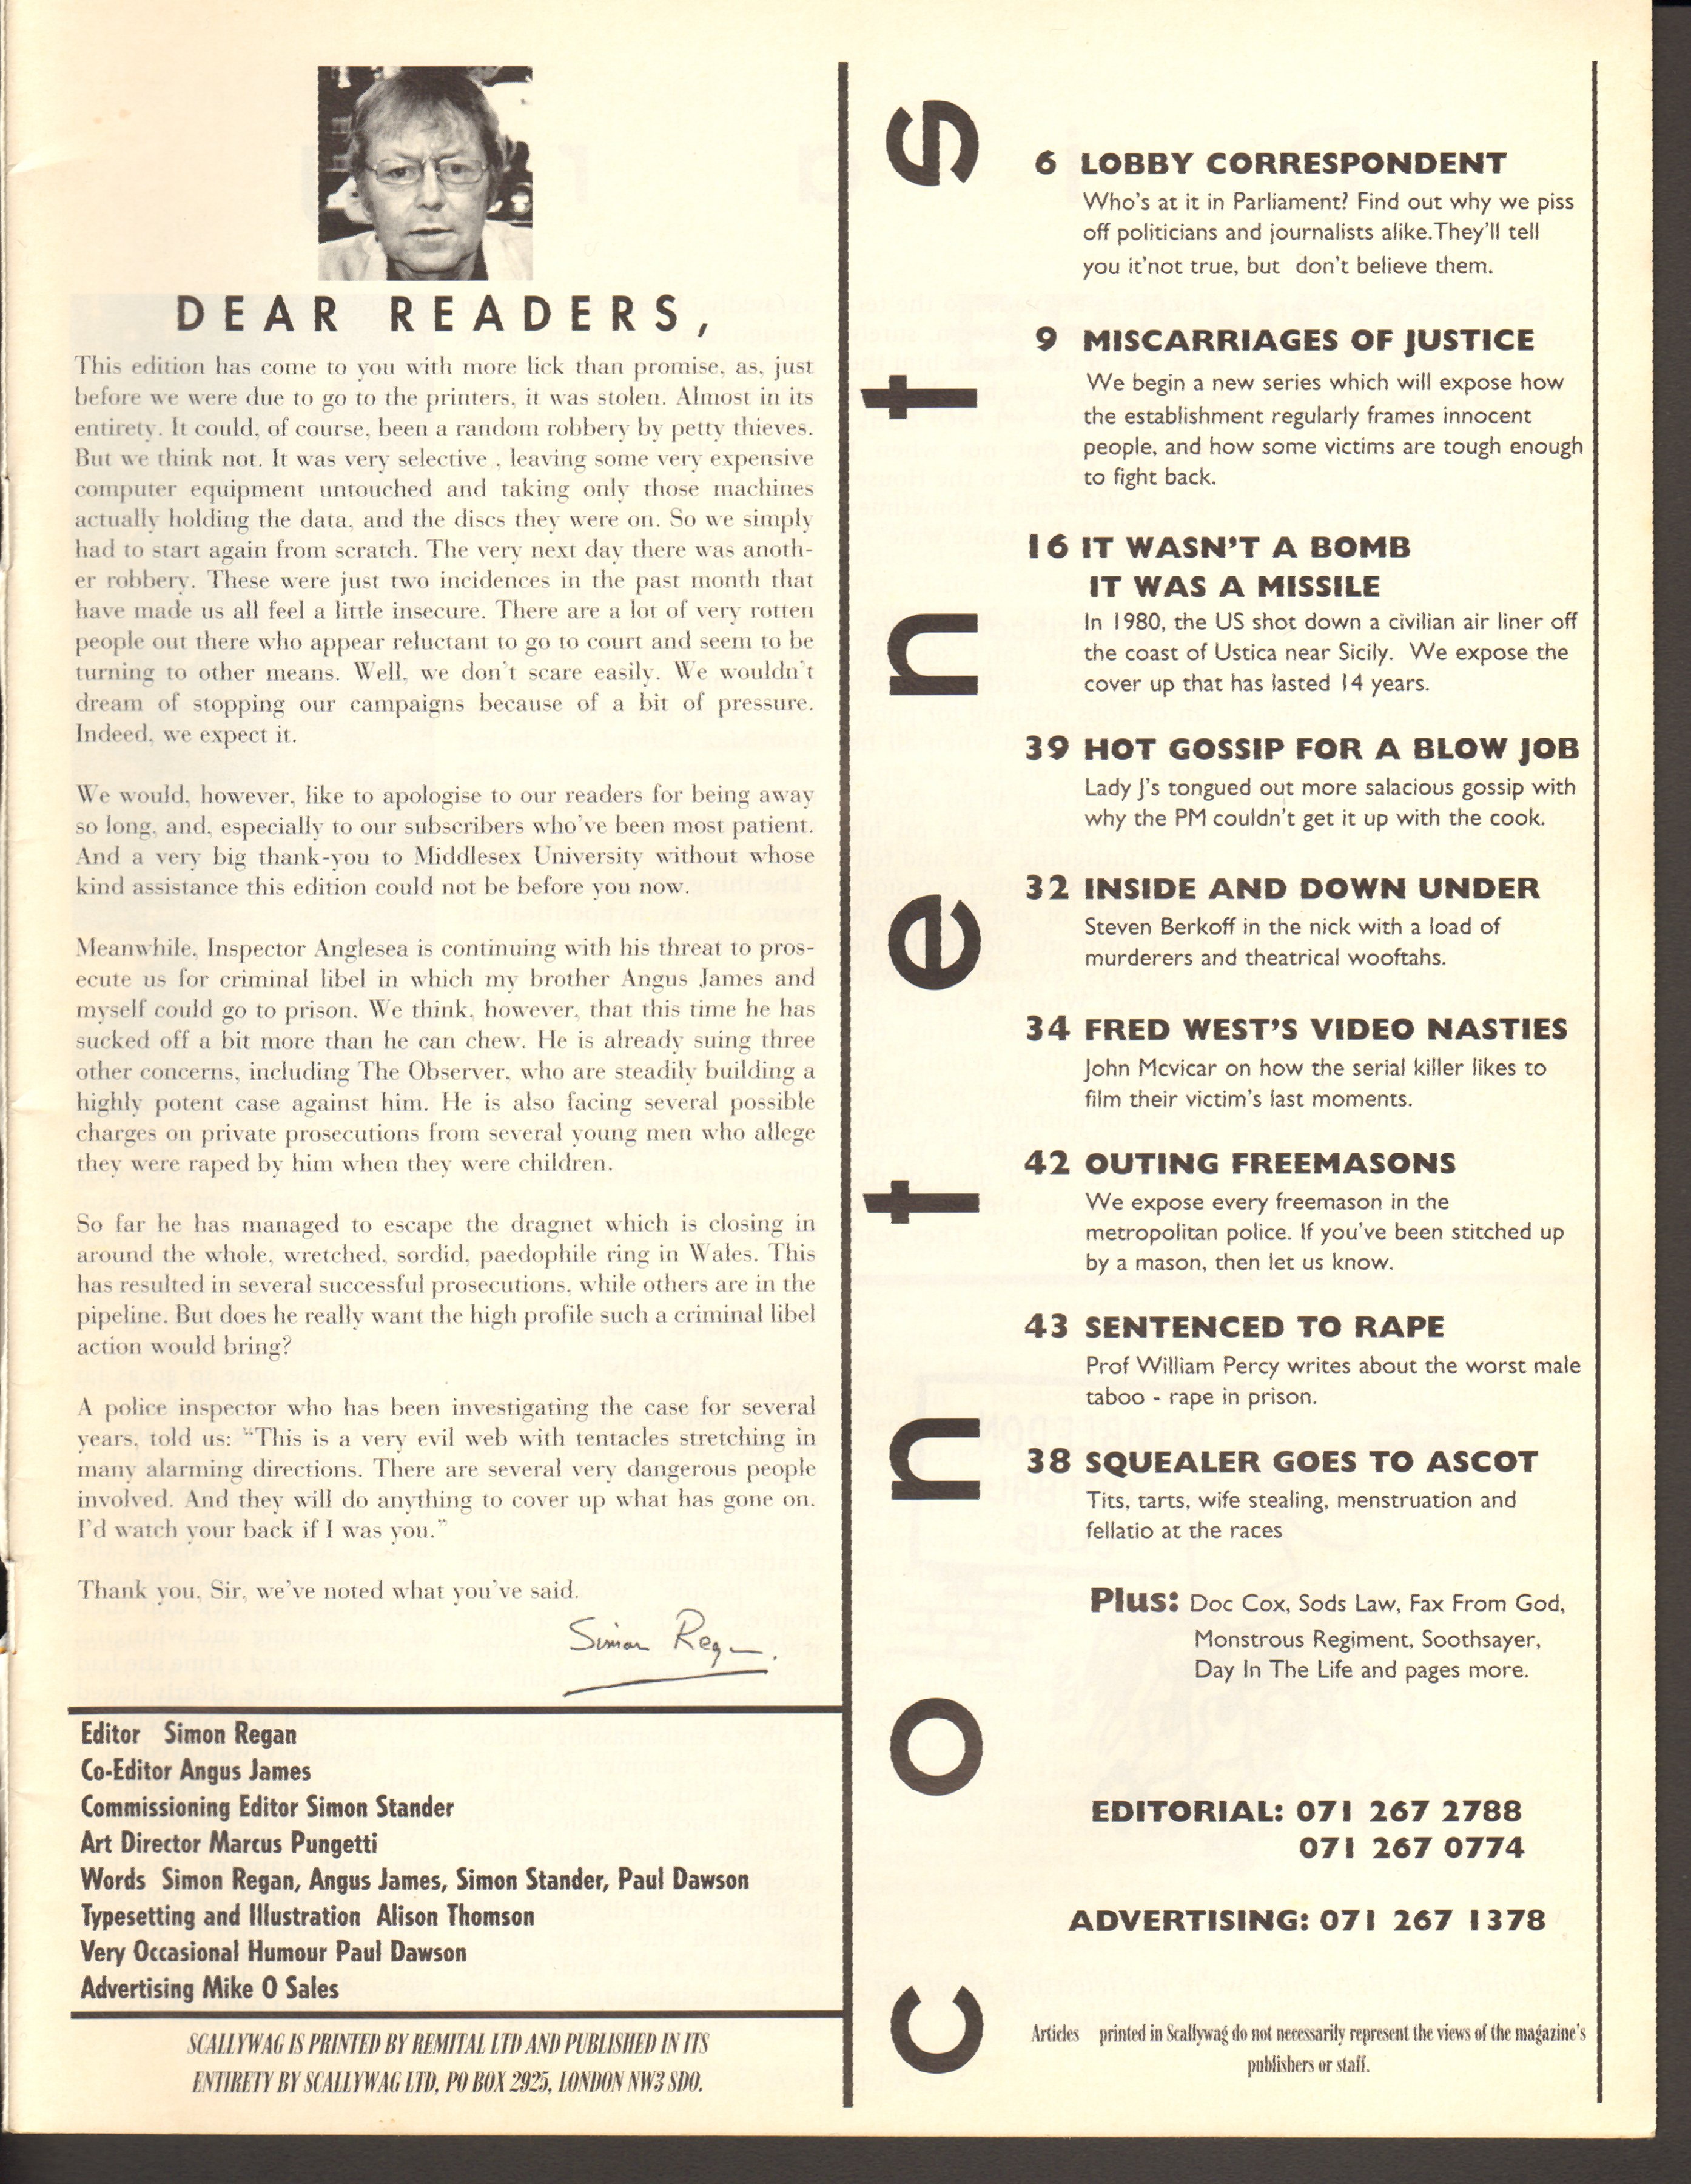 DEAR READERS,
This edition has come to you with more lick than promise, as, just
before we were due to go to the printers, it was stolen. Almost in its
entirety. It could, of course, been a random robbery by petty thieves.
But we think not. It was very selective , leaving some very expensive
computer equipment untouched and taking only those machines
actually holding the data, and the discs they were on. So we simply
had to start again from scratch. The very next day there was anoth-
er robbery. These were just two incidences in the past month that
have made us all feel a little insecure. There are a lot of very rotten
people out there who appear reluctant to go to court and seem to be
turning to other means. Well, we don't scare easily. We wouldn't
dream of stopping our campaigns because of a bit of pressure.
Indeed, we expect it.
We would, however, like to apologise to our readers for being away
so long, and, especially to our subscribers who've been most patient.
And a very big thank-you to Middlesex University without whose
kind assistance this edition could not be before you now.
Meanwhile, Inspector Anglesea is continuing with his threat to pros-
ecute us for criminal libel in which my brother Angus James and
myself could go to prison. We think, however, that this time he has
sucked off a bit more than he can chew. He is already suing three
other concerns, including The Observer, who are steadily building a
highly potent case against him. He is also facing several possible
charges on private prosecutions from several young men who allege
they were raped by him when they were children.
So far he has managed to escape the dragnet which is closing in
around the whole, wretched, sordid, paedophile ring in Wales. This
has resulted in several successful prosecutions, while others are in the
pipeline. But does he really want the high profile such a criminal libel
action would bring?
A police inspector who has been investigating the case for several
years, told us: "This is a very evil web with tentacles stretching in
many alarming directions. There are several very dangerous people
involved. And they will do anything to cover up what has gone on.
I'd watch your back if I was you."
Thank you, Sir, we've noted what you've said.
Simon Regan.
Editor Simon Regan
Co-Editor Angus James
Commissioning Editor Simon Stander
Art Director Marcus Pungetti
Words Simon Regan, Angus James, Simon Stander, Paul Dawson
Typesetting and Illustration Alison Thomson
Very Occasional Humour Paul Dawson
Advertising Mike O Sales
SCALLYWAG IS PRINTED BY REMITAL LTD AND PUBLISHED IN ITS
ENTIRETY BY SCALLYWAG LTD, PO BOX 2925, LONDON NW3 SDO.
contents
6 LOBBY CORRESPONDENT
Who's at it in Parliament? Find out why we piss
off politicians and journalists alike.They'll tell
you it'not true, but don't believe them.
9 MISCARRIAGES OF JUSTICE
We begin a new series which will expose how
the establishment regularly frames innocent
people, and how some victims are tough enough
to fight back.
16 IT WASN'T A BOMB
IT WAS A MISSILE
In 1980, the US shot down a civilian air liner off
the coast of Ustica near Sicily. We expose the
cover up that has lasted 14 years.
39 HOT GOSSIP FOR A BLOW JOB
Lady J's tongued out more salacious gossip with
why the PM couldn't get it up with the cook.
32 INSIDE AND DOWN UNDER
Steven Berkoff in the nick with a load of
murderers and theatrical wooftahs.
34 FRED WEST'S VIDEO NASTIES
John Mcvicar on how the serial killer likes to
film their victim's last moments.
42 OUTING FREEMASONS
We expose every freemason in the
metropolitan police. If you've been stitched up
by a mason, then let us know.
43 SENTENCED TO RAPE
Prof William Percy writes about the worst male
taboo - rape in prison.
38 SQUEALER GOES TO ASCOT
Tits, tarts, wife stealing, menstruation and
fellatio at the races
Plus: Doc Cox, Sods Law, Fax From God,
Monstrous Regiment, Soothsayer,
Day In The Life and pages more.
EDITORIAL: 071 267 2788
071 267 0774
ADVERTISING: 071 267 1378
Articles printed in Scallywag do not necessarily represent the views of the magazine's
publishers or staff.